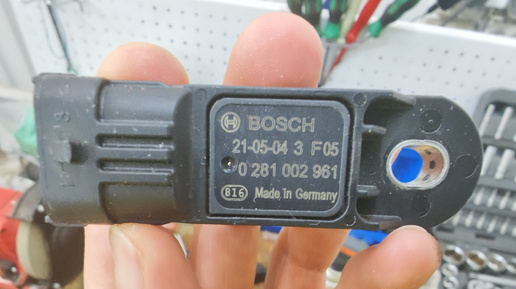 BOSCH
21-05-04 3 F05
0 281 002 961
816 Made in Germany